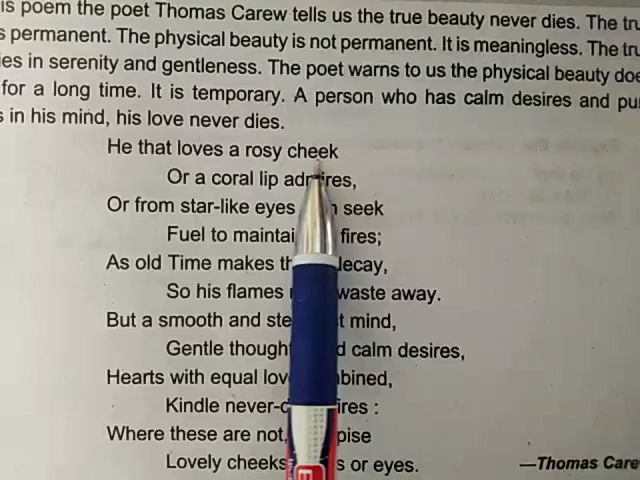 is poem the poet Thomas Carew tells us the true beauty never dies. The tru
s permanent. The physical beauty is not permanent. It is meaningless. The tru
ies in serenity and gentleness. The poet warns to us the physical beauty doe
for a long time. It is temporary. A person who has calm desires and pu
s in his mind, his love never dies.
He that loves a rosy cheek
Or a coral lip admires,
Or from star-like eyes seek
Fuel to maintai fires;
As old Time makes th decay,
So his flames waste away.
But a smooth and ste t mind,
Gentle thought d calm desires,
Hearts with equal lov bined,
Kindle never-d ires :
Where these are not, pise
Lovely cheeks s or eyes.
—Thomas Care